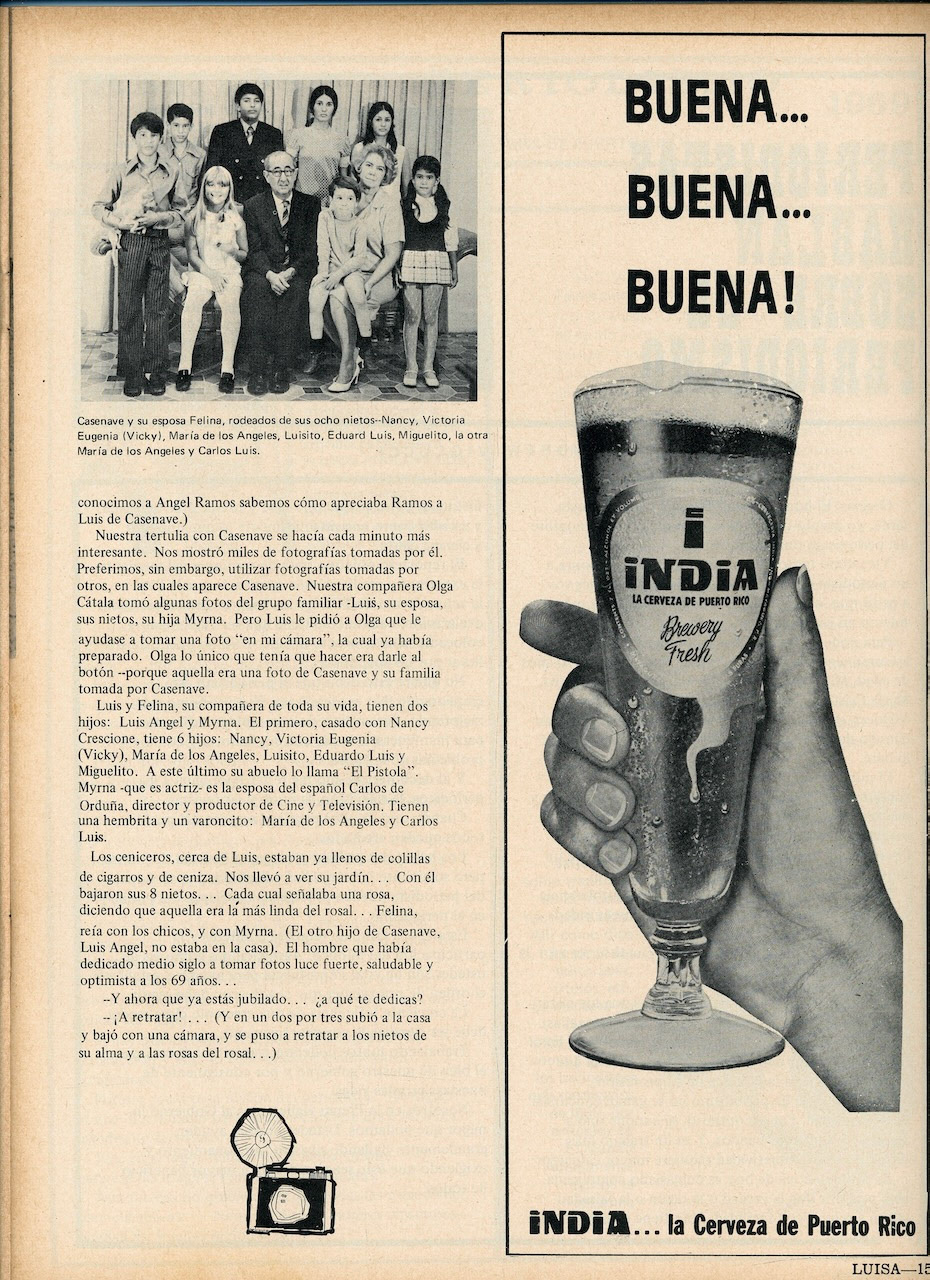 Casenave y su esposa Felina, rodeados de sus ocho nietos--Nancy, Victoria
Eugenia (Vicky), María de los Angeles, Luisito, Eduard Luis, Miguelito, la otra
María de los Angeles y Carlos Luis.
conocimos a Angel Ramos sabemos cómo apreciaba Ramos a
Luis de Casenave.)
Nuestra tertulia con Casenave se hacía cada minuto más
interesante. Nos mostró miles de fotografías tomadas por él.
Preferimos, sin embargo, utilizar fotografías tomadas por
otros, en las cuales aparece Casenave. Nuestra compañera Olga
Cátala tomó algunas fotos del grupo familiar -Luis, su esposa,
sus nietos, su hija Myrna. Pero Luis le pidió a Olga que le
ayudase a tomar una foto “en mi cámara”, la cual ya había
preparado. Olga lo único que tenía que hacer era darle al
botón --porque aquella era una foto de Casenave y su familia
tomada por Casenave.
Luis y Felina, su compañera de toda su vida, tienen dos
hijos: Luis Angel y Myrna. El primero, casado con Nancy
Crescione, tiene 6 hijos: Nancy, Victoria Eugenia
(Vicky), María de los Angeles, Luisito, Eduardo Luis y
Miguelito. A este último su abuelo lo llama “El Pistola”.
Myrna -que es actriz- es la esposa del español Carlos de
Orduña, director y productor de Cine y Televisión. Tienen
una hembrita y un varoncito: María de los Angeles y Carlos
Luis.
Los ceniceros, cerca de Luis, estaban ya llenos de colillas
de cigarros y de ceniza. Nos llevó a ver su jardín. . . Con él
bajaron sus 8 nietos. . . Cada cual señalaba una rosa,
diciendo que aquella era la más linda del rosal. . . Felina,
reía con los chicos, y con Myrna. (El otro hijo de Casenave,
Luis Angel, no estaba en la casa). El hombre que había
dedicado medio siglo a tomar fotos luce fuerte, saludable y
optimista a los 69 años. . .
--Y ahora que ya estás jubilado. . . ¿a qué te dedicas?
-- ¡A retratar! . . . (Y en un dos por tres subió a la casa
y bajó con una cámara, y se puso a retratar a los nietos de
su alma y a las rosas del rosal. . .)
BUENA...
BUENA...
BUENA!
i
iNDiA
LA CERVEZA DE PUERTO RICO
Brewery
Fresh
iNDiA... la Cerveza de Puerto Rico
LUISA—15